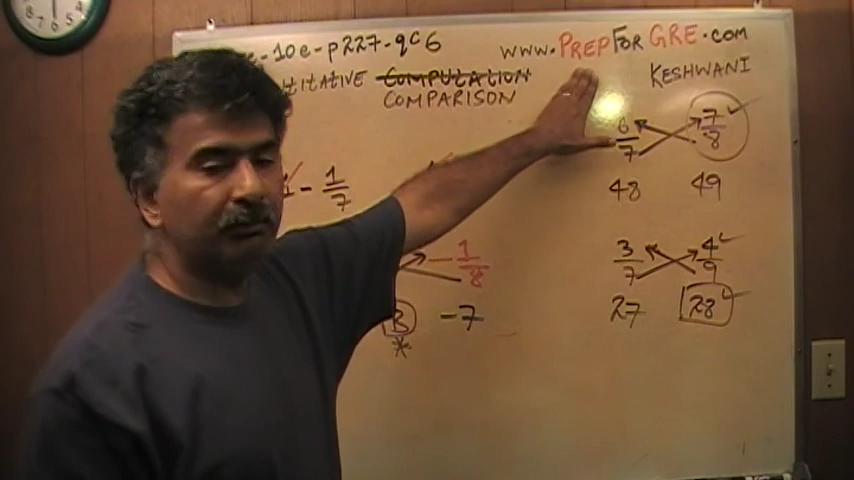 -10e-p227-qc6 www.PREPFORGRE.com
COMPUTATION KESHWANI
COMPARISON
6/7 7/8
1 - 1/7
48 49
- 1/8
3/7 4/9
B -7 27 28
*